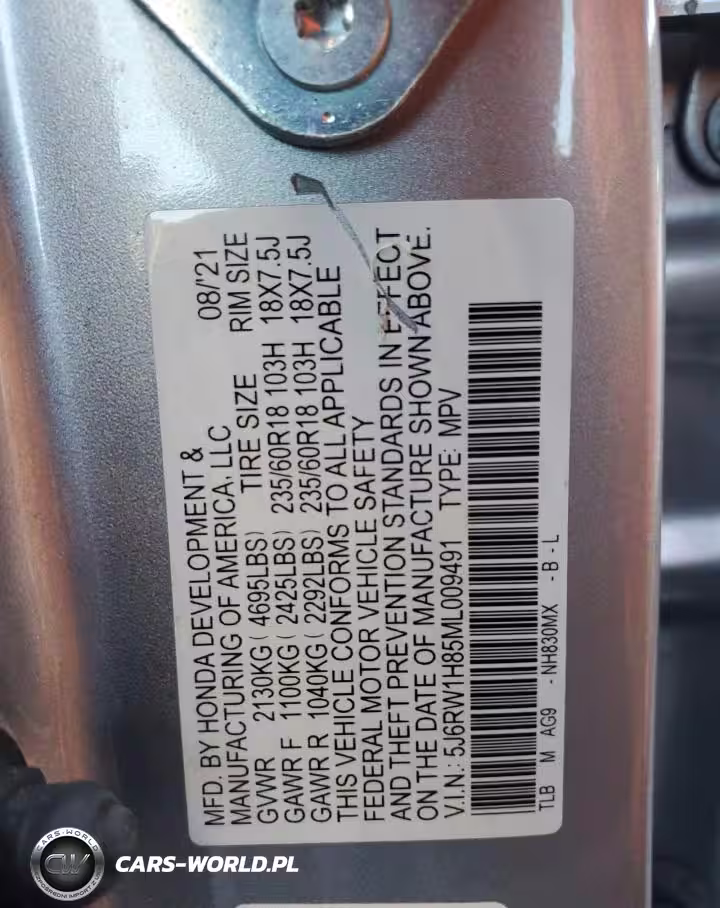 MFD. BY HONDA DEVELOPMENT &
MANUFACTURING OF AMERICA, LLC 08/'21
GVWR 2130KG ( 4695LBS) TIRE SIZE RIM SIZE
GAWR F 1100KG ( 2425LBS) 235/60R18 103H 18X7.5J
GAWR R 1040KG ( 2292LBS) 235/60R18 103H 18X7.5J
THIS VEHICLE CONFORMS TO ALL APPLICABLE
FEDERAL MOTOR VEHICLE SAFETY
AND THEFT PREVENTION STANDARDS IN EFFECT
ON THE DATE OF MANUFACTURE SHOWN ABOVE.
V.I.N.: 5J6RW1H85ML009491 TYPE: MPV
TLB M AG9 - NH830MX - B - L
CARS-WORLD.PL
CARS-WORLD
CW